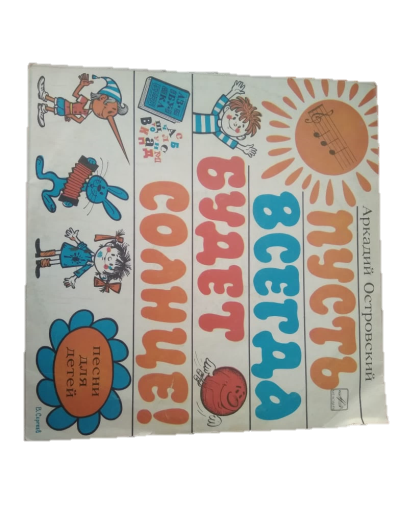 Аркадий Островский
ПУСТЬ
ВСЕГДА
БУДЕТ
СОЛНЦЕ!
песни
для
детей